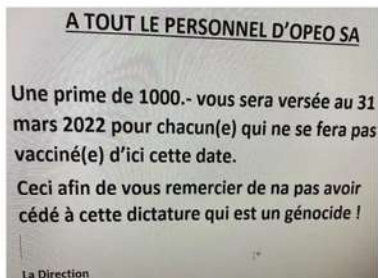 A TOUT LE PERSONNEL D'OPEO SA
Une prime de 1000.- vous sera versée au 31
mars 2022 pour chacun(e) qui ne se fera pas
vacciné(e) d'ici cette date.
Ceci afin de vous remercier de na pas avoir
cédé à cette dictature qui est un génocide !
La Direction